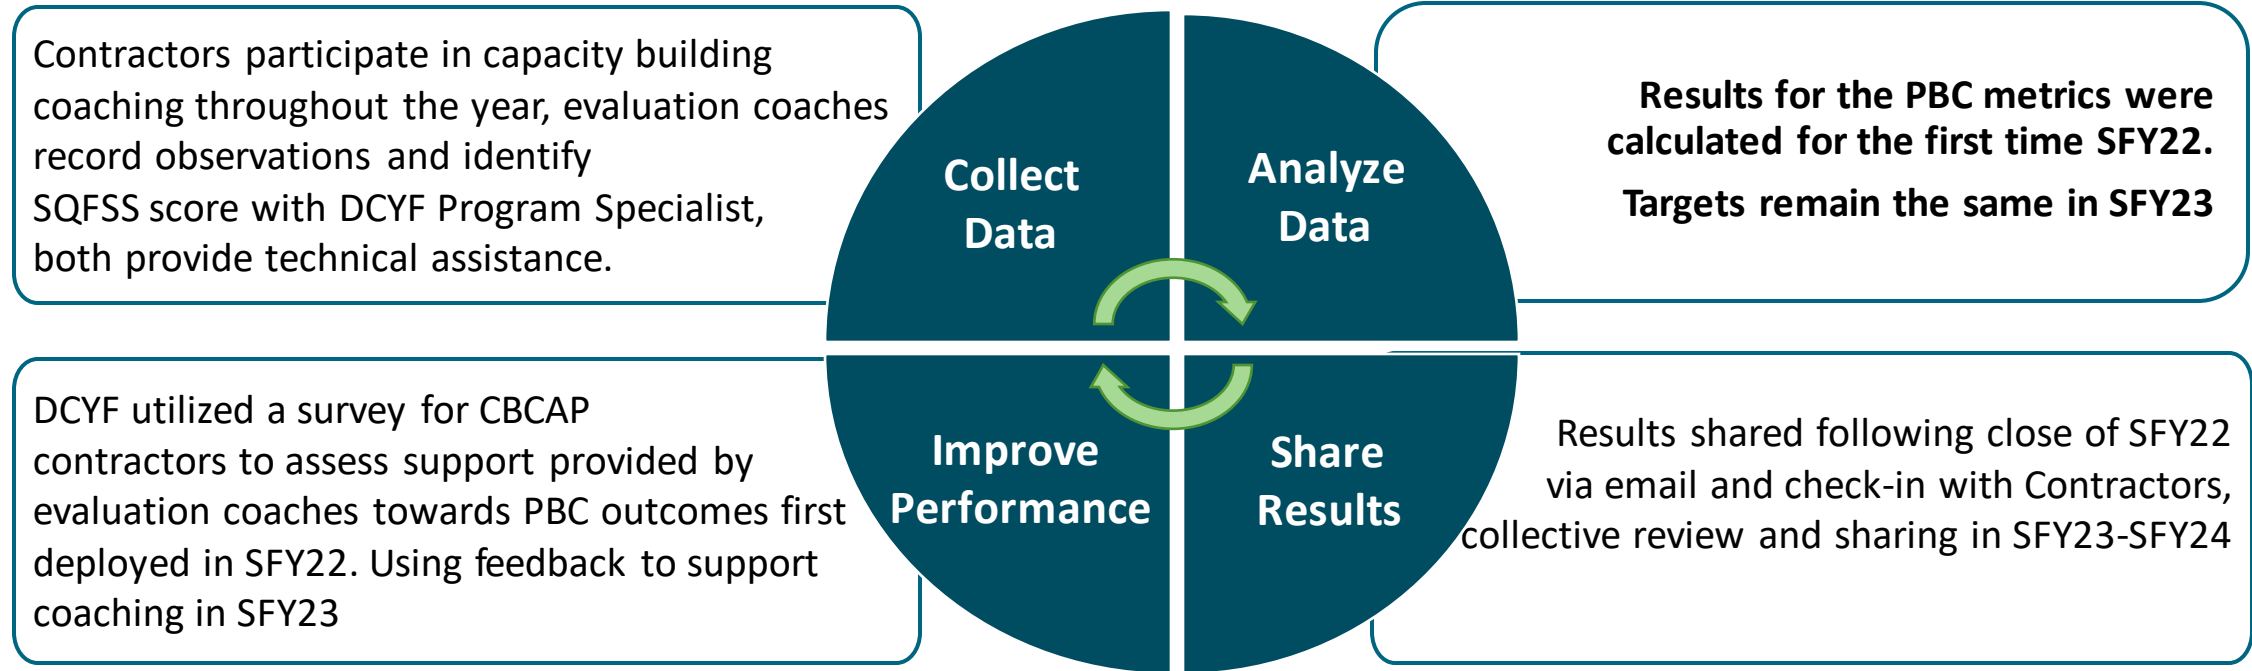 Contractors participate in capacity building
coaching throughout the year, evaluation coaches
record observations and identify
SQFSS score with DCYF Program Specialist,
both provide technical assistance.
Collect
Data
Analyze
Data
Results for the PBC metrics were
calculated for the first time SFY22.
Targets remain the same in SFY23
DCYF utilized a survey for CBCAP
contractors to assess support provided by
evaluation coaches towards PBC outcomes first
deployed in SFY22. Using feedback to support
coaching in SFY23
Improve
Performance
Share
Results
Results shared following close of SFY22
via email and check-in with Contractors,
collective review and sharing in SFY23-SFY24